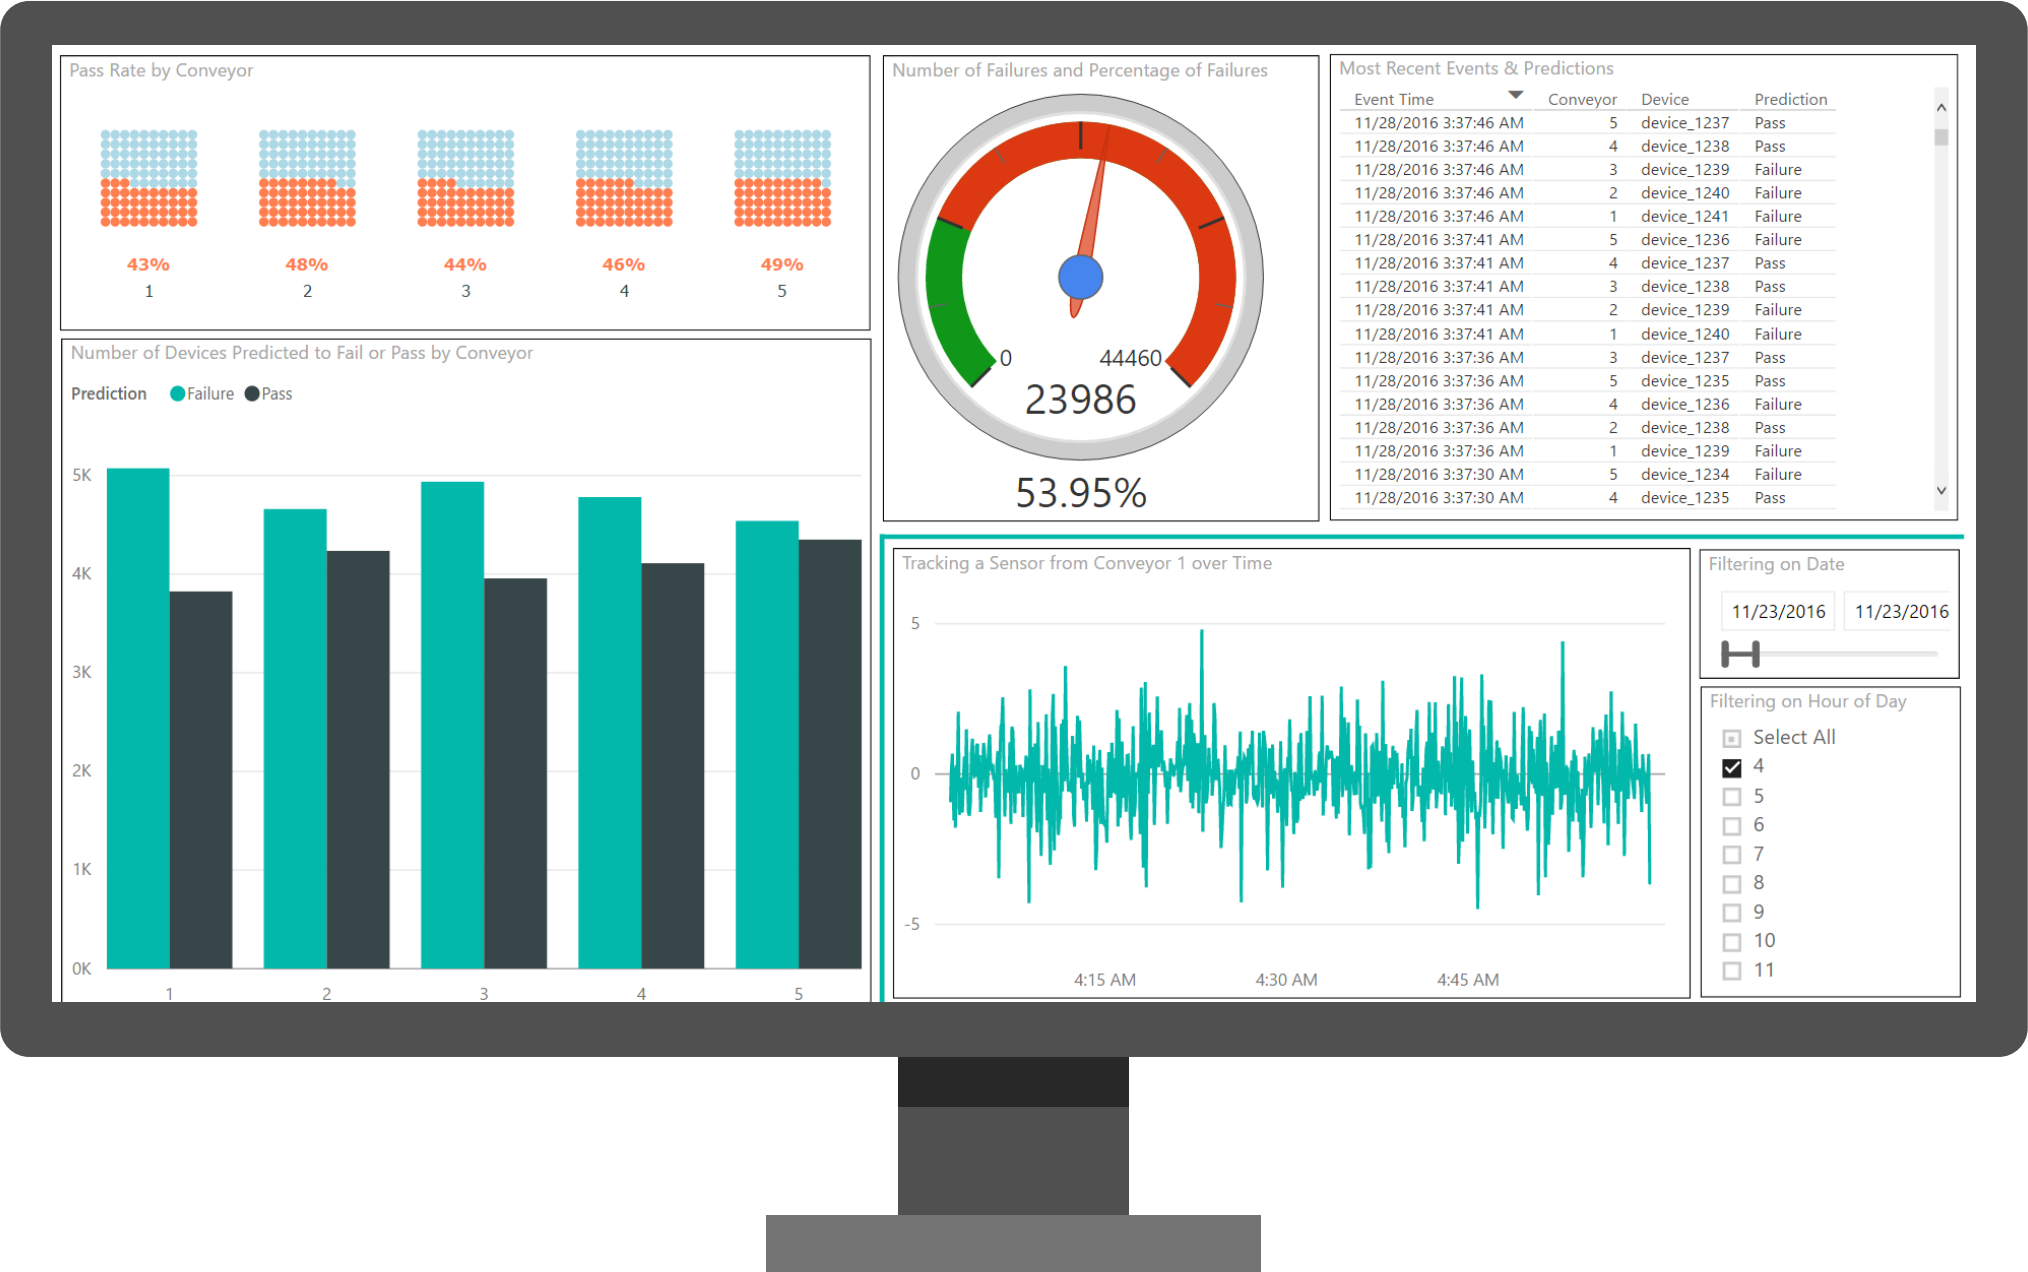 Pass Rate by Conveyor
43% 48% 44% 46% 49%
1 2 3 4 5
Number of Devices Predicted to Fail or Pass by Conveyor
Prediction Failure Pass
5K
4K
3K
2K
1K
0K
1 2 3 4 5
Number of Failures and Percentage of Failures
0 44460
23986
53.95%
Most Recent Events & Predictions
Event Time Conveyor Device Prediction
11/28/2016 3:37:46 AM 5 device_1237 Pass
11/28/2016 3:37:46 AM 4 device_1238 Pass
11/28/2016 3:37:46 AM 3 device_1239 Failure
11/28/2016 3:37:46 AM 2 device_1240 Failure
11/28/2016 3:37:46 AM 1 device_1241 Failure
11/28/2016 3:37:41 AM 5 device_1236 Failure
11/28/2016 3:37:41 AM 4 device_1237 Pass
11/28/2016 3:37:41 AM 3 device_1238 Pass
11/28/2016 3:37:41 AM 2 device_1239 Failure
11/28/2016 3:37:41 AM 1 device_1240 Failure
11/28/2016 3:37:36 AM 3 device_1237 Pass
11/28/2016 3:37:36 AM 5 device_1235 Pass
11/28/2016 3:37:36 AM 4 device_1236 Failure
11/28/2016 3:37:36 AM 2 device_1238 Pass
11/28/2016 3:37:36 AM 1 device_1239 Failure
11/28/2016 3:37:30 AM 5 device_1234 Failure
11/28/2016 3:37:30 AM 4 device_1235 Pass
Tracking a Sensor from Conveyor 1 over Time
5
0
-5
4:15 AM 4:30 AM 4:45 AM
Filtering on Date
11/23/2016 11/23/2016
Filtering on Hour of Day
Select All
4
5
6
7
8
9
10
11